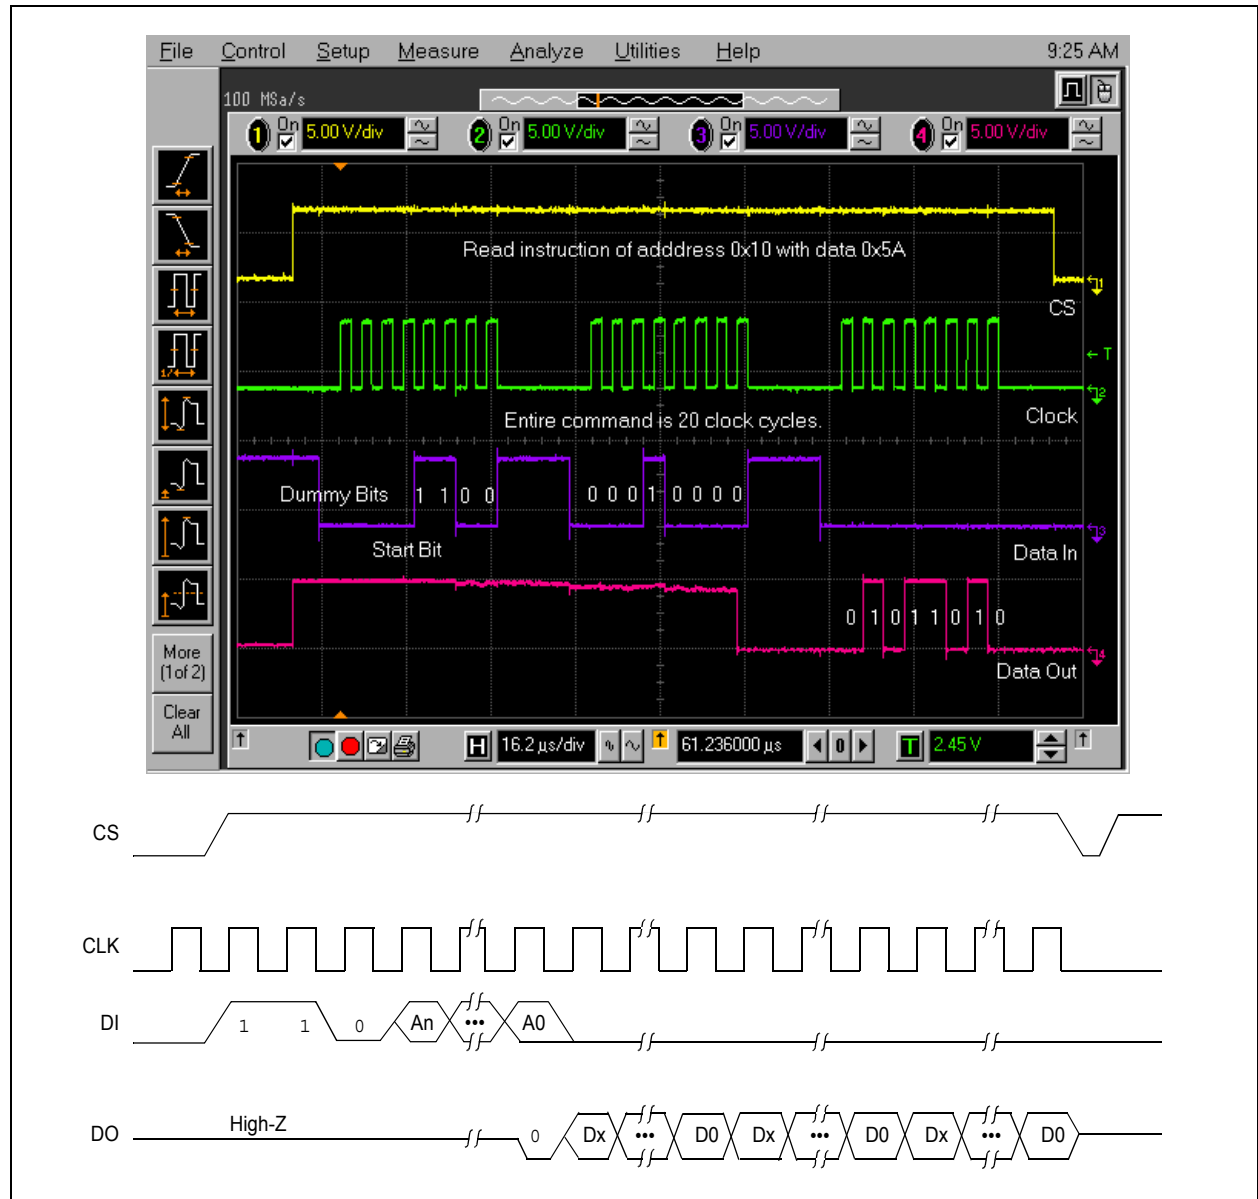 File Control Setup Measure Analyze Utilities Help 9:25 AM
100 MSa/s
1 On 5.00 V/div 2 On 5.00 V/div 3 On 5.00 V/div 4 On 5.00 V/div
Read instruction of adddress 0x10 with data 0x5A
1
CS
T
2
Entire command is 20 clock cycles.
Clock
Dummy Bits 1 1 0 0 0 0 0 1 0 0 0 0
3
Start Bit
Data In
0 1 0 1 1 0 1 0
4
Data Out
1/
More
(1of 2)
Clear
All
H 16.2 µs/div 61.236000 µs 0 T 2.45 V
CS
CLK
DI 1 1 0 An ••• A0
DO High-Z 0 Dx ••• D0 Dx ••• D0 Dx ••• D0